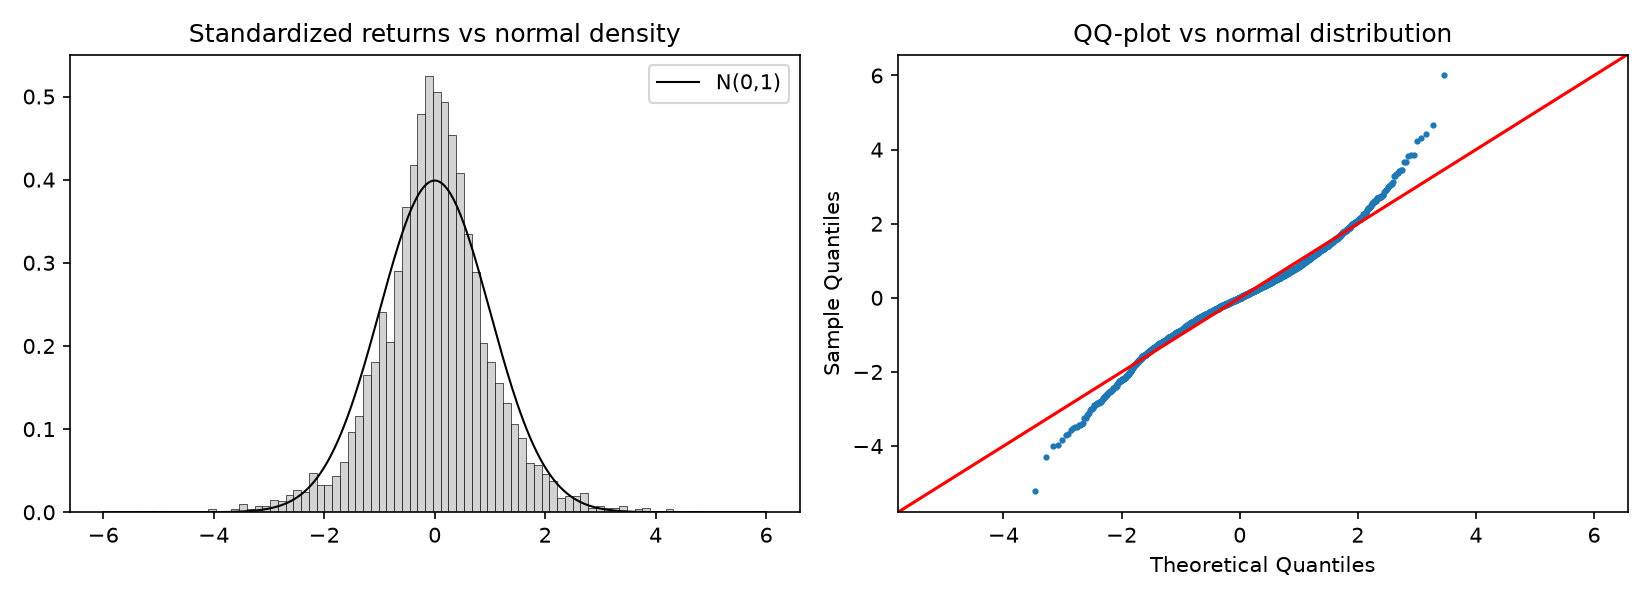 Standardized returns vs normal density
N(0,1)
0.5
0.4
0.3
0.2
0.1
0.0
−6 −4 −2 0 2 4 6
QQ-plot vs normal distribution
Sample Quantiles
6
4
2
0
−2
−4
−4 −2 0 2 4 6
Theoretical Quantiles